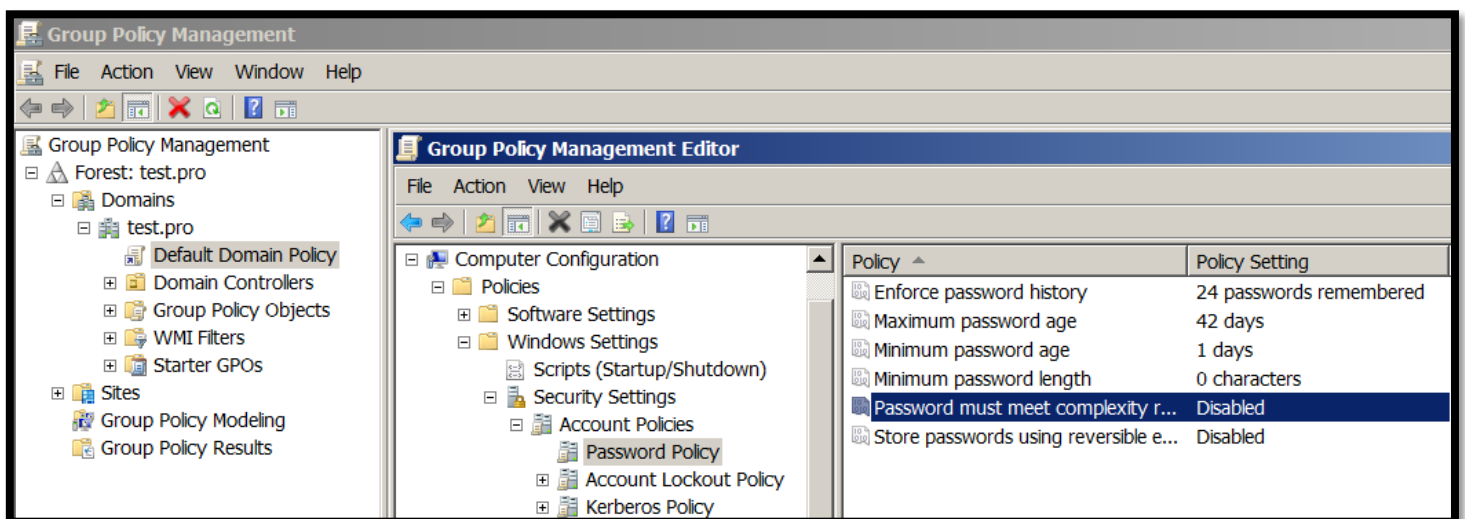 Group Policy Management
File Action View Window Help
Group Policy Management
Forest: test.pro
Domains
test.pro
Default Domain Policy
Domain Controllers
Group Policy Objects
WMI Filters
Starter GPOs
Sites
Group Policy Modeling
Group Policy Results
Group Policy Management Editor
File Action View Help
Computer Configuration
Policies
Software Settings
Windows Settings
Scripts (Startup/Shutdown)
Security Settings
Account Policies
Password Policy
Account Lockout Policy
Kerberos Policy
Policy Policy Setting
Enforce password history 24 passwords remembered
Maximum password age 42 days
Minimum password age 1 days
Minimum password length 0 characters
Password must meet complexity r... Disabled
Store passwords using reversible e... Disabled